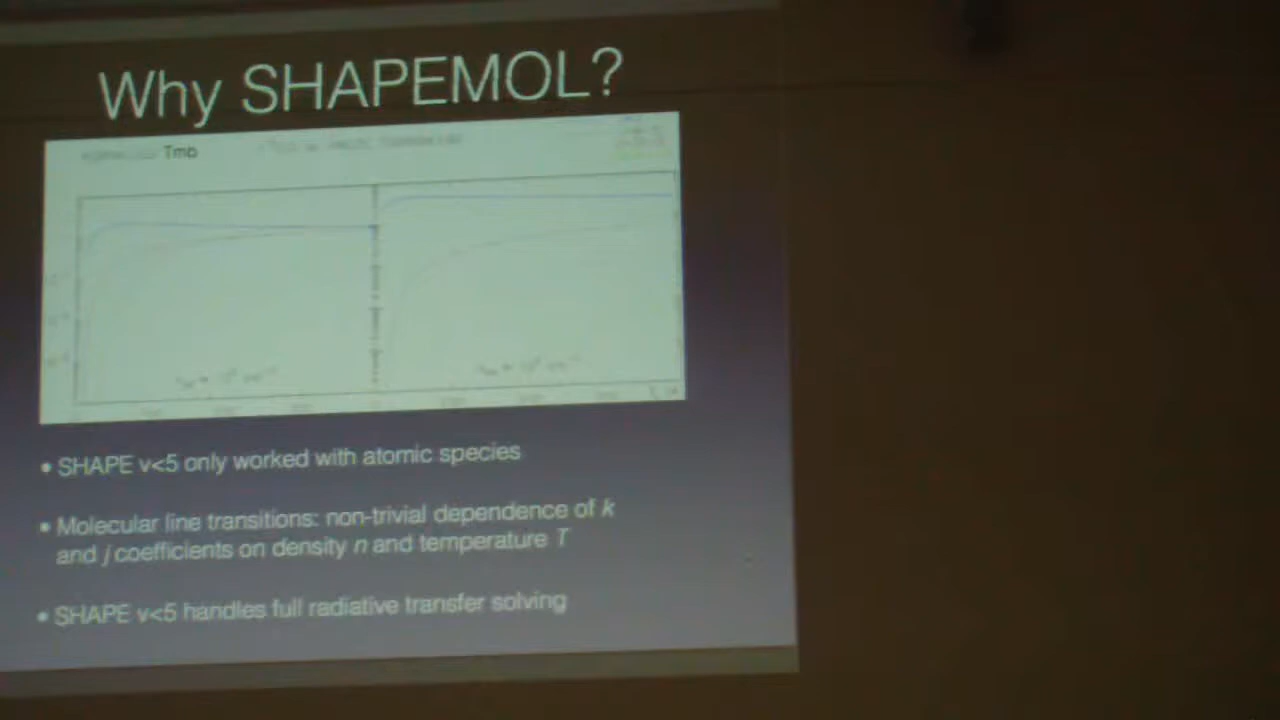 Why SHAPEMOL?
Tmb
• SHAPE v<5 only worked with atomic species
• Molecular line transitions: non-trivial dependence of k
and j coefficients on density n and temperature T
• SHAPE v<5 handles full radiative transfer solving